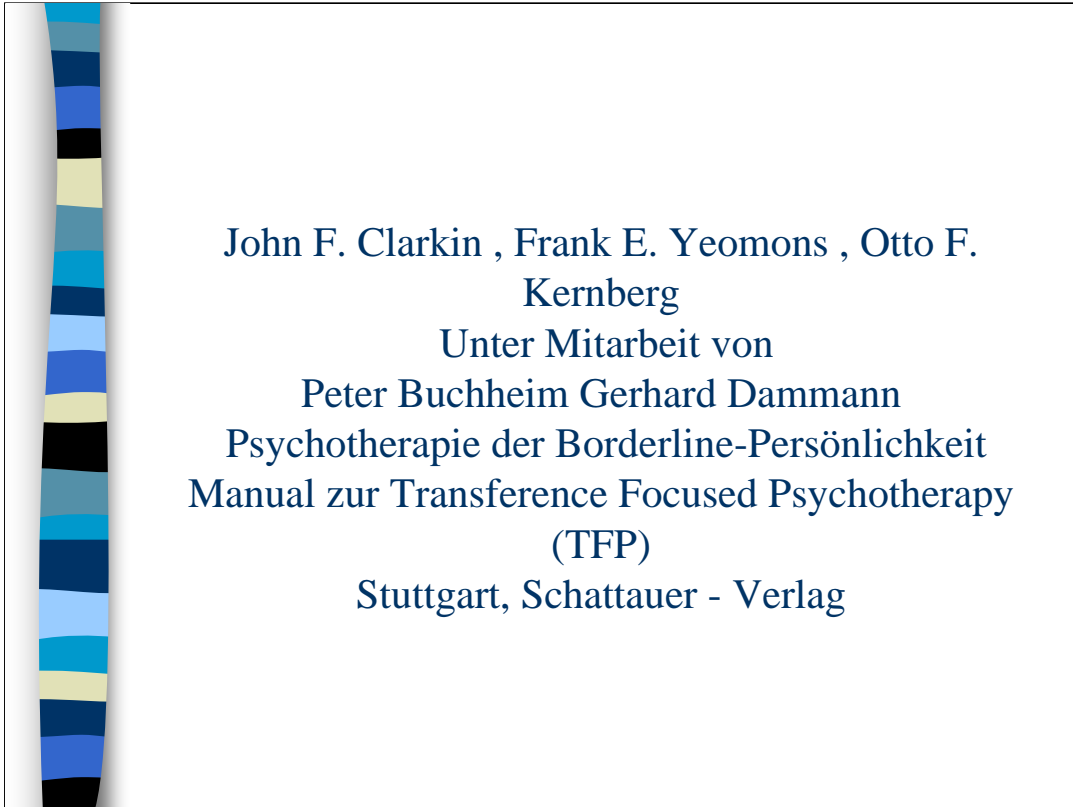 John F. Clarkin , Frank E. Yeomons , Otto F.
Kernberg
Unter Mitarbeit von
Peter Buchheim Gerhard Dammann
Psychotherapie der Borderline-Persönlichkeit
Manual zur Transference Focused Psychotherapy
(TFP)
Stuttgart, Schattauer - Verlag